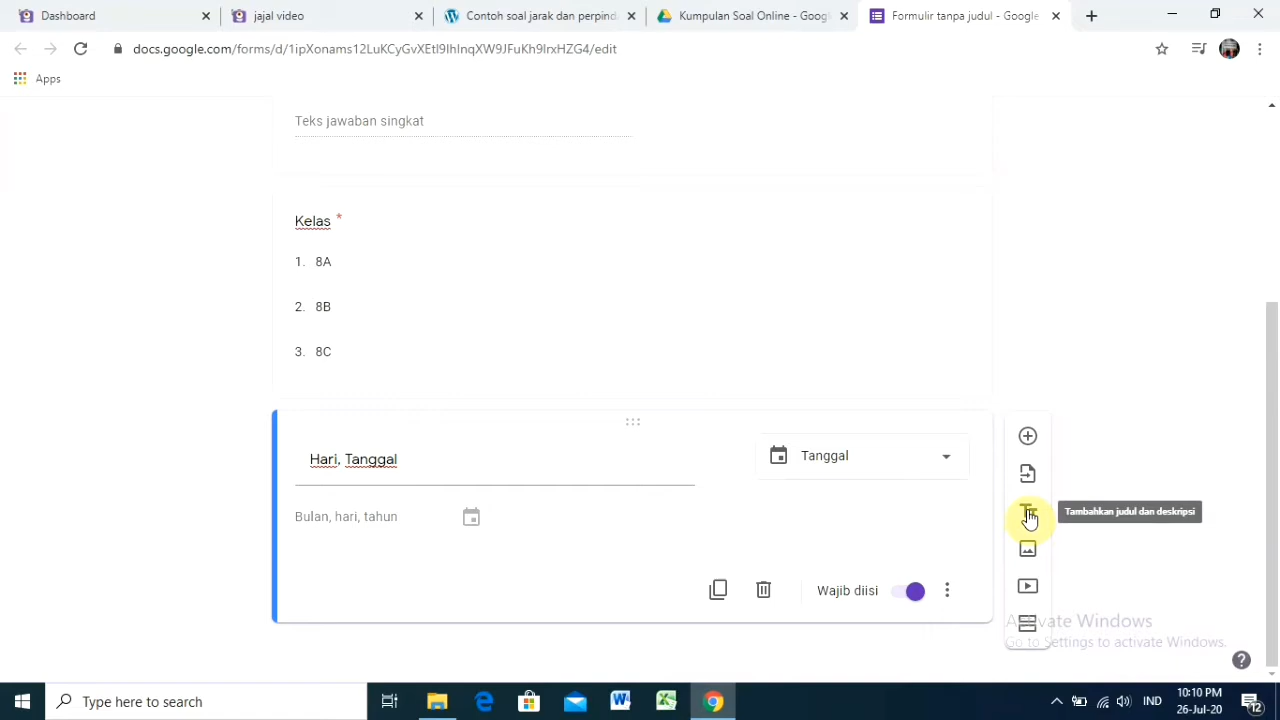 Dashboard
jajal video
Contoh soal jarak dan perpind
Kumpulan Soal Online - Googl
Formulir tanpa judul - Google
docs.google.com/forms/d/1ipXonams12LuKCyGvXEtl9IhInqXW9JFuKh9IrxHZG4/edit
Apps
Teks jawaban singkat
Kelas *
1. 8A
2. 8B
3. 8C
Hari, Tanggal
Tanggal
Bulan, hari, tahun
Tambahkan judul dan deskripsi
Wajib diisi
Activate Windows
Go to Settings to activate Windows.
Type here to search
IND
10:10 PM
26-Jul-20
12